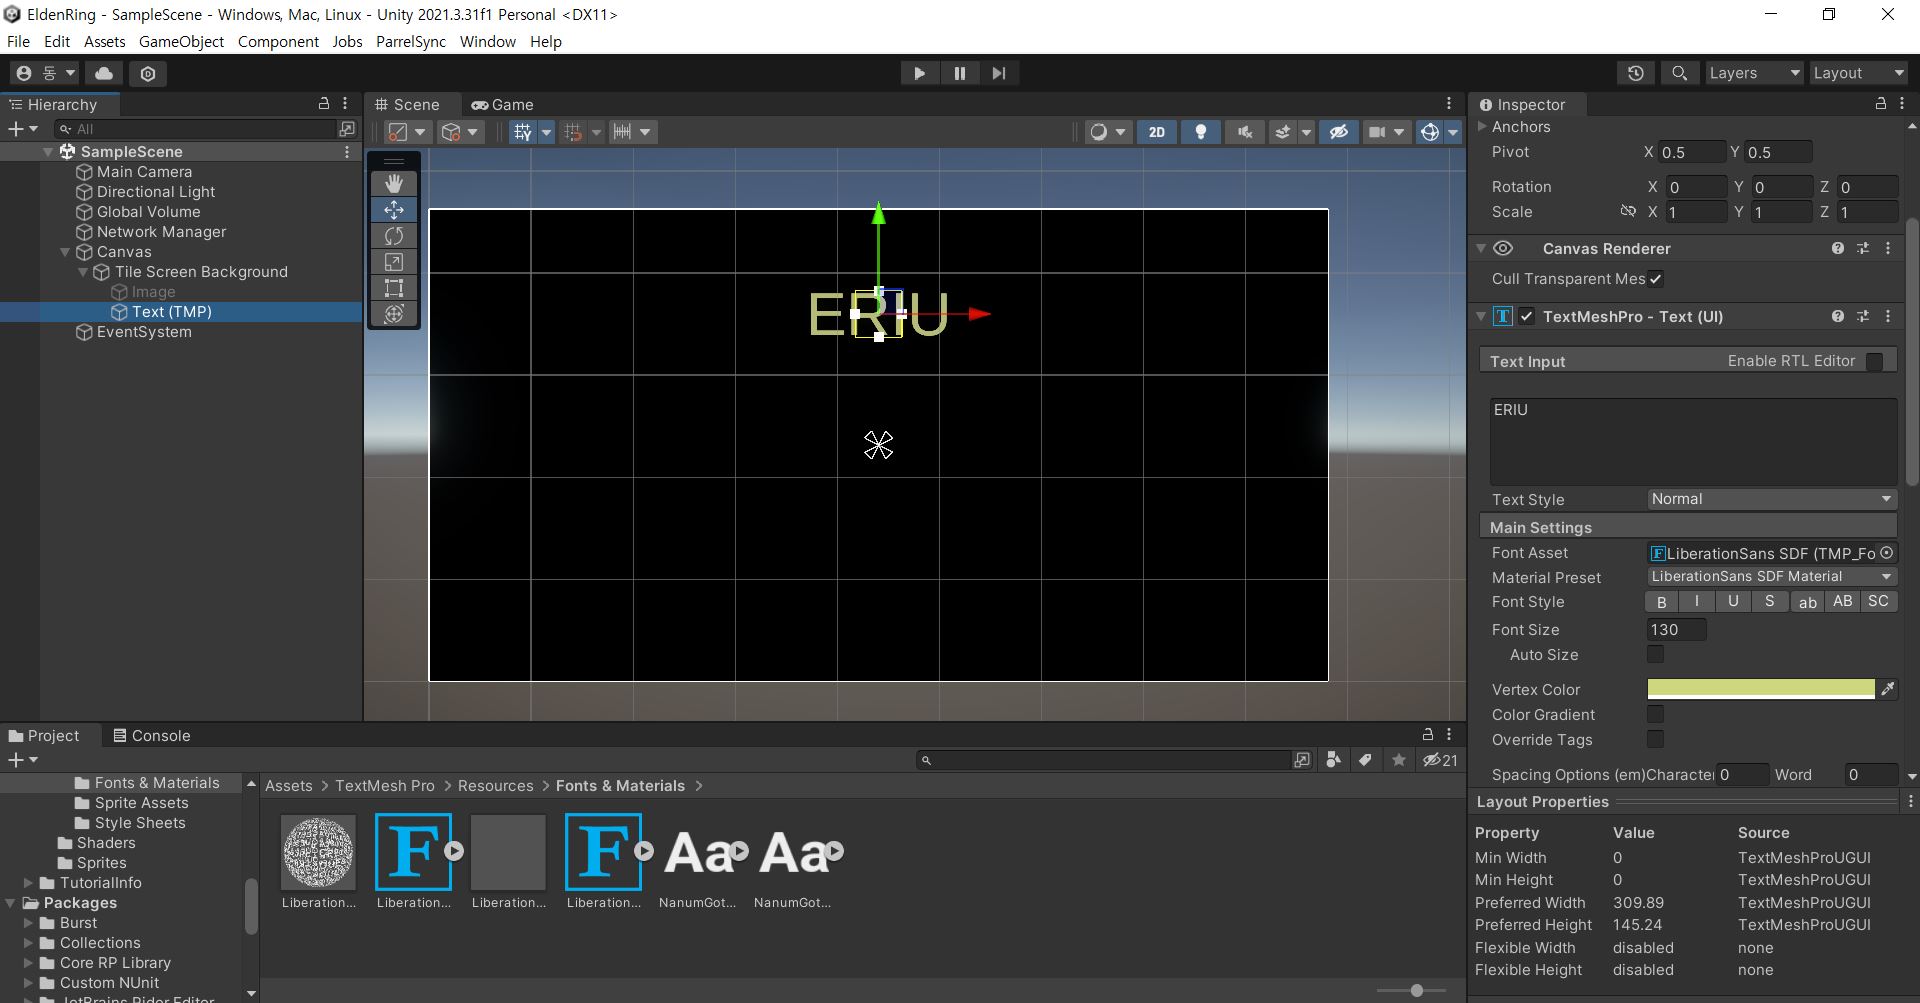 EldenRing - SampleScene - Windows, Mac, Linux - Unity 2021.3.31f1 Personal <DX11>
File Edit Assets GameObject Component Jobs ParrelSync Window Help
동 Layers Layout
Hierarchy
All
SampleScene
Main Camera
Directional Light
Global Volume
Network Manager
Canvas
Tile Screen Background
Image
Text (TMP)
EventSystem
Scene Game
2D
ERIU
Inspector
Anchors
Pivot X 0.5 Y 0.5
Rotation X 0 Y 0 Z 0
Scale X 1 Y 1 Z 1
Canvas Renderer
Cull Transparent Mes
TextMeshPro - Text (UI)
Text Input Enable RTL Editor
ERIU
Text Style Normal
Main Settings
Font Asset F LiberationSans SDF (TMP_Fo
Material Preset LiberationSans SDF Material
Font Style B I U S ab AB SC
Font Size 130
Auto Size
Vertex Color
Color Gradient
Override Tags
Spacing Options (em) Character 0 Word 0
Layout Properties
Property Value Source
Min Width 0 TextMeshProUGUI
Min Height 0 TextMeshProUGUI
Preferred Width 309.89 TextMeshProUGUI
Preferred Height 145.24 TextMeshProUGUI
Flexible Width disabled none
Flexible Height disabled none
Project Console
21
Fonts & Materials
Sprite Assets
Style Sheets
Shaders
Sprites
TutorialInfo
Packages
Burst
Collections
Core RP Library
Custom NUnit
JetBrains Rider Editor
Assets > TextMesh Pro > Resources > Fonts & Materials >
F F Aa Aa
Liberation... Liberation... Liberation... Liberation... NanumGot... NanumGot...